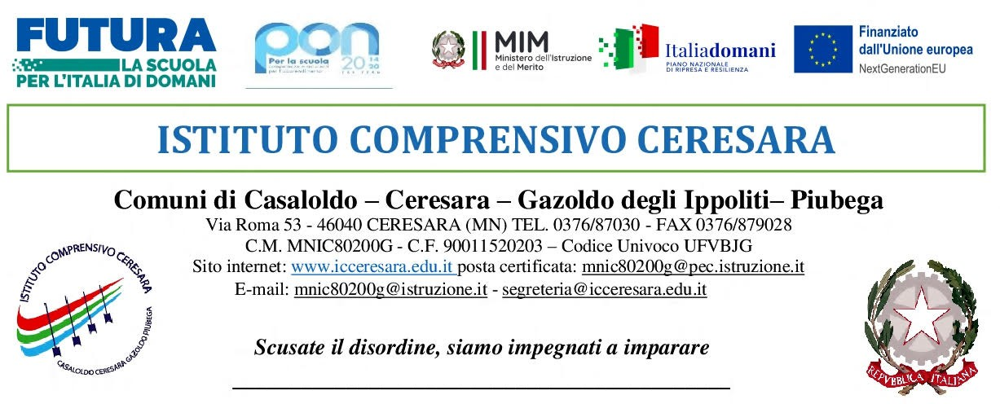 FUTURA
LA SCUOLA
PER L'ITALIA DI DOMANI
pon
Per la scuola
2014
20
MIM
Ministero dell'Istruzione
e del Merito
Italiadomani
PIANO NAZIONALE
DI RIPRESA E RESILIENZA
Finanziato
dall'Unione europea
NextGenerationEU
ISTITUTO COMPRENSIVO CERESARA
Comuni di Casaloldo – Ceresara – Gazoldo degli Ippoliti– Piubega
Via Roma 53 - 46040 CERESARA (MN) TEL. 0376/87030 - FAX 0376/879028
C.M. MNIC80200G - C.F. 90011520203 – Codice Univoco UFVBJG
Sito internet: www.icceresara.edu.it posta certificata: mnic80200g@pec.istruzione.it
E-mail: mnic80200g@istruzione.it - segreteria@icceresara.edu.it
ISTITUTO COMPRENSIVO CERESARA
CASALOLDO CERESARA GAZOLDO PIUBEGA
Scusate il disordine, siamo impegnati a imparare
REPVBBLICA ITALIANA